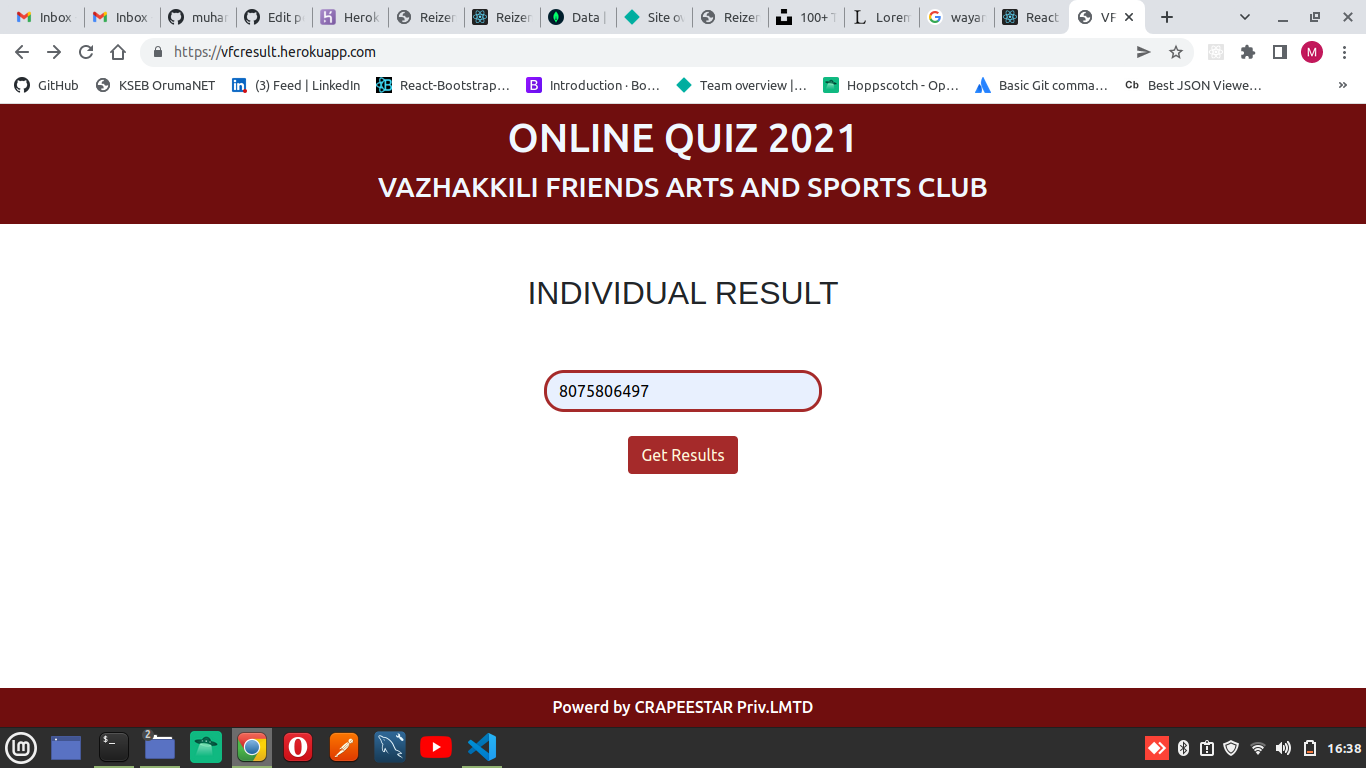 Inbox
Inbox
muhar
Edit p
Herok
Reizer
Reizer
Data |
Site ov
Reizer
100+ T
Lorem
wayar
React
VF
https://vfcresult.herokuapp.com
M
GitHub
KSEB OrumaNET
(3) Feed | LinkedIn
React-Bootstrap…
Introduction · Bo…
Team overview |…
Hoppscotch - Op…
Basic Git comma…
Cb Best JSON Viewe…
»
ONLINE QUIZ 2021
VAZHAKKILI FRIENDS ARTS AND SPORTS CLUB
INDIVIDUAL RESULT
8075806497
Get Results
Powerd by CRAPEESTAR Priv.LMTD
2
16:38